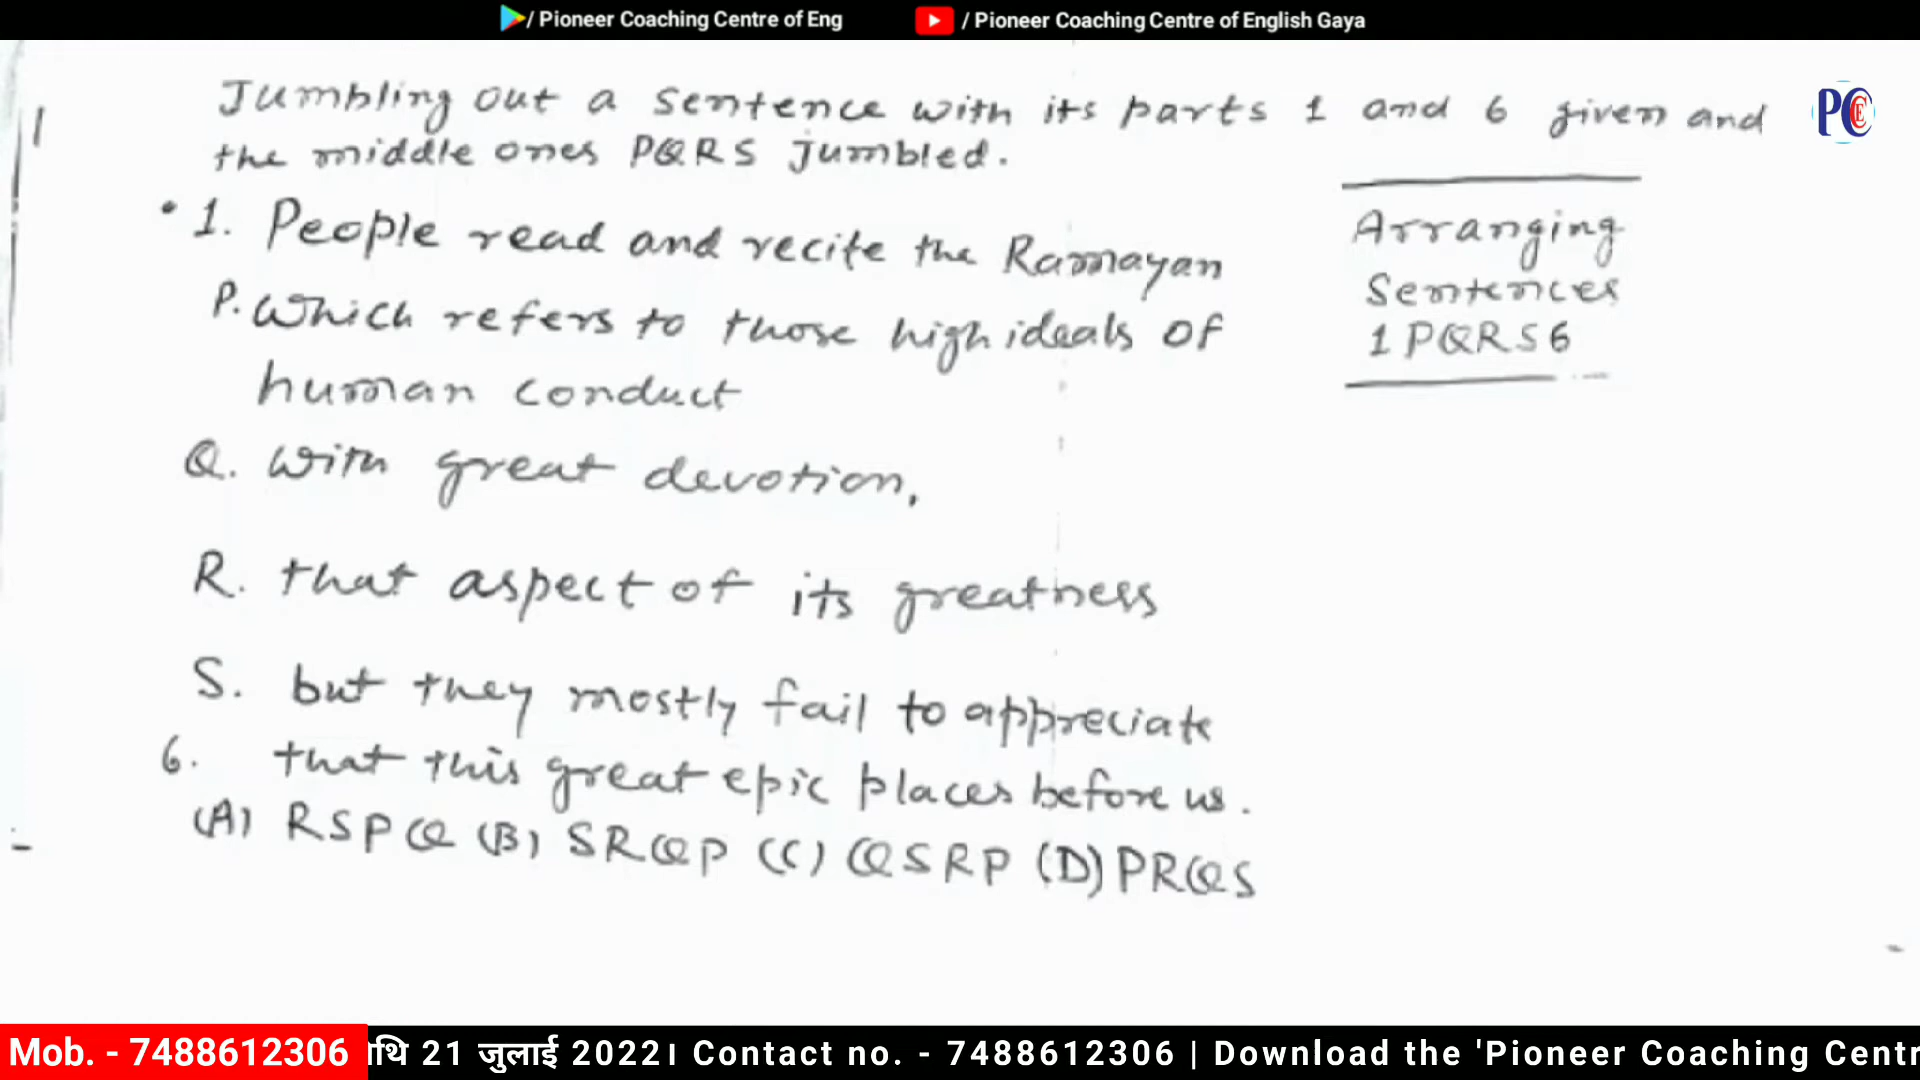 / Pioneer Coaching Centre of Eng
/ Pioneer Coaching Centre of English Gaya
Jumbling out a sentence with its parts 1 and 6 given and
the middle ones PQRS jumbled.
PCCE
Arranging
Sentences
1 PQRS6
1. People read and recite the Ramayan
P. which refers to those high ideals of
human conduct
Q. with great devotion,
R. that aspect of its greatness
S. but they mostly fail to appreciate
6. that this great epic places before us.
(A) RSPQ (B) SRQP (C) QSRP (D) PRQS
Mob. - 7488612306 21 जुलाई 2022। Contact no. - 7488612306 | Download the 'Pioneer Coaching Centr